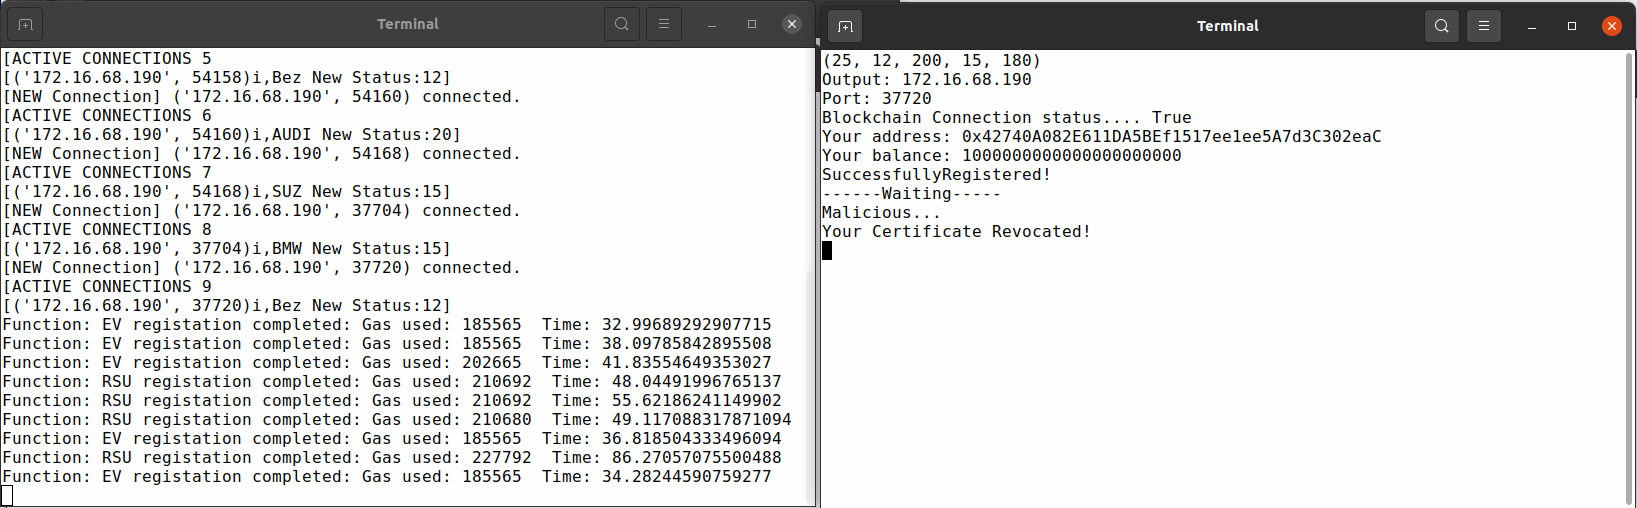 Terminal
[ACTIVE CONNECTIONS 5
[('172.16.68.190', 54158)i,Bez New Status:12]
[NEW Connection] ('172.16.68.190', 54160) connected.
[ACTIVE CONNECTIONS 6
[('172.16.68.190', 54160)i,AUDI New Status:20]
[NEW Connection] ('172.16.68.190', 54168) connected.
[ACTIVE CONNECTIONS 7
[('172.16.68.190', 54168)i,SUZ New Status:15]
[NEW Connection] ('172.16.68.190', 37704) connected.
[ACTIVE CONNECTIONS 8
[('172.16.68.190', 37704)i,BMW New Status:15]
[NEW Connection] ('172.16.68.190', 37720) connected.
[ACTIVE CONNECTIONS 9
[('172.16.68.190', 37720)i,Bez New Status:12]
Function: EV registation completed: Gas used: 185565  Time: 32.99689292907715
Function: EV registation completed: Gas used: 185565  Time: 38.09785842895508
Function: EV registation completed: Gas used: 202665  Time: 41.83554649353027
Function: RSU registation completed: Gas used: 210692  Time: 48.04491996765137
Function: RSU registation completed: Gas used: 210692  Time: 55.62186241149902
Function: RSU registation completed: Gas used: 210680  Time: 49.117088317871094
Function: EV registation completed: Gas used: 185565  Time: 36.818504333496094
Function: RSU registation completed: Gas used: 227792  Time: 86.27057075500488
Function: EV registation completed: Gas used: 185565  Time: 34.28244590759277
Terminal
(25, 12, 200, 15, 180)
Output: 172.16.68.190
Port: 37720
Blockchain Connection status.... True
Your address: 0x42740A082E611DA5BEf1517ee1ee5A7d3C302eaC
Your balance: 1000000000000000000000
SuccessfullyRegistered!
------Waiting-----
Malicious...
Your Certificate Revocated!